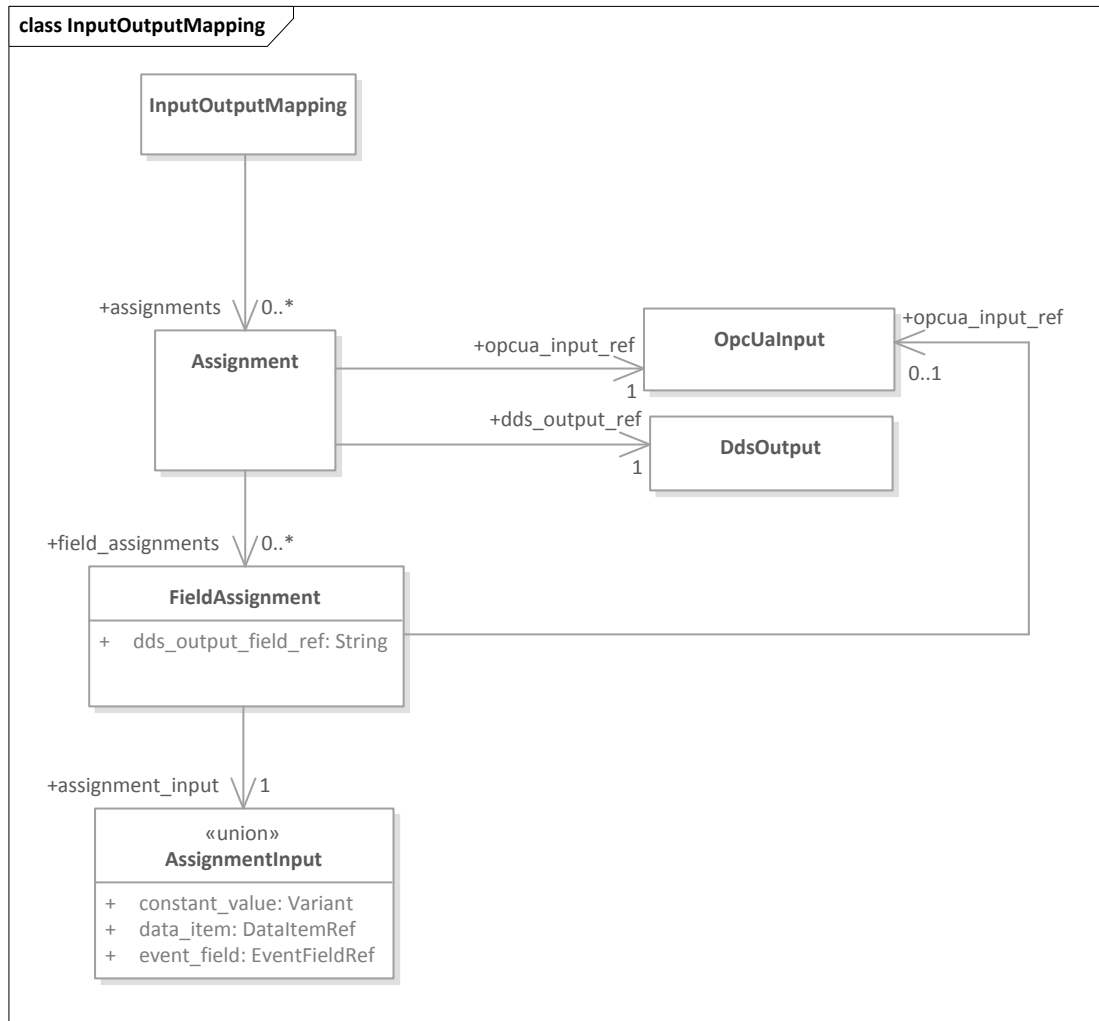 class InputOutputMapping
InputOutputMapping
+assignments 0..*
Assignment
+opcua_input_ref
1
OpcUaInput
+opcua_input_ref
0..1
+dds_output_ref
1
DdsOutput
+field_assignments 0..*
FieldAssignment
+ dds_output_field_ref: String
+assignment_input 1
«union»
AssignmentInput
+ constant_value: Variant
+ data_item: DataItemRef
+ event_field: EventFieldRef